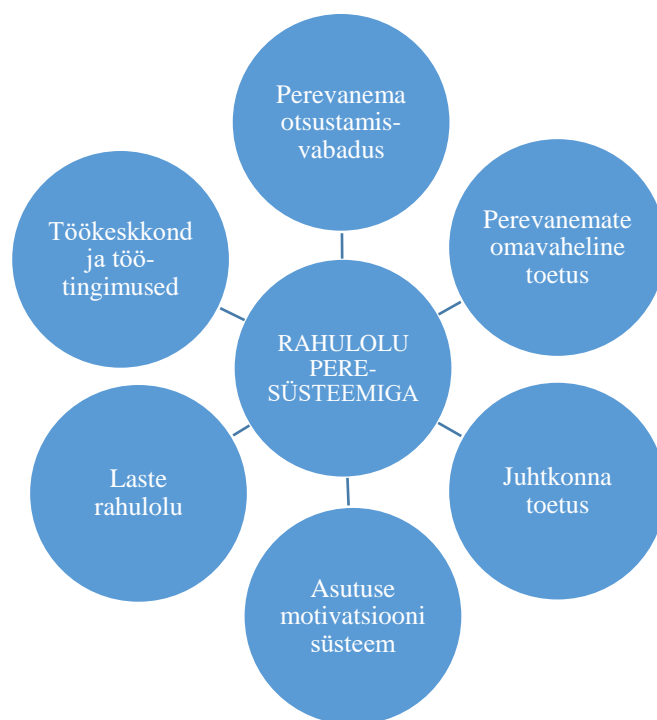 Perevanema
otsustamis-
vabadus
Perevanemate
omavaheline
toetus
Juhtkonna
toetus
Asutuse
motivatsiooni
süsteem
Laste
rahulolu
Töökeskkond
ja töö-
tingimused
RAHULOLU
PERE-
SÜSTEEMIGA